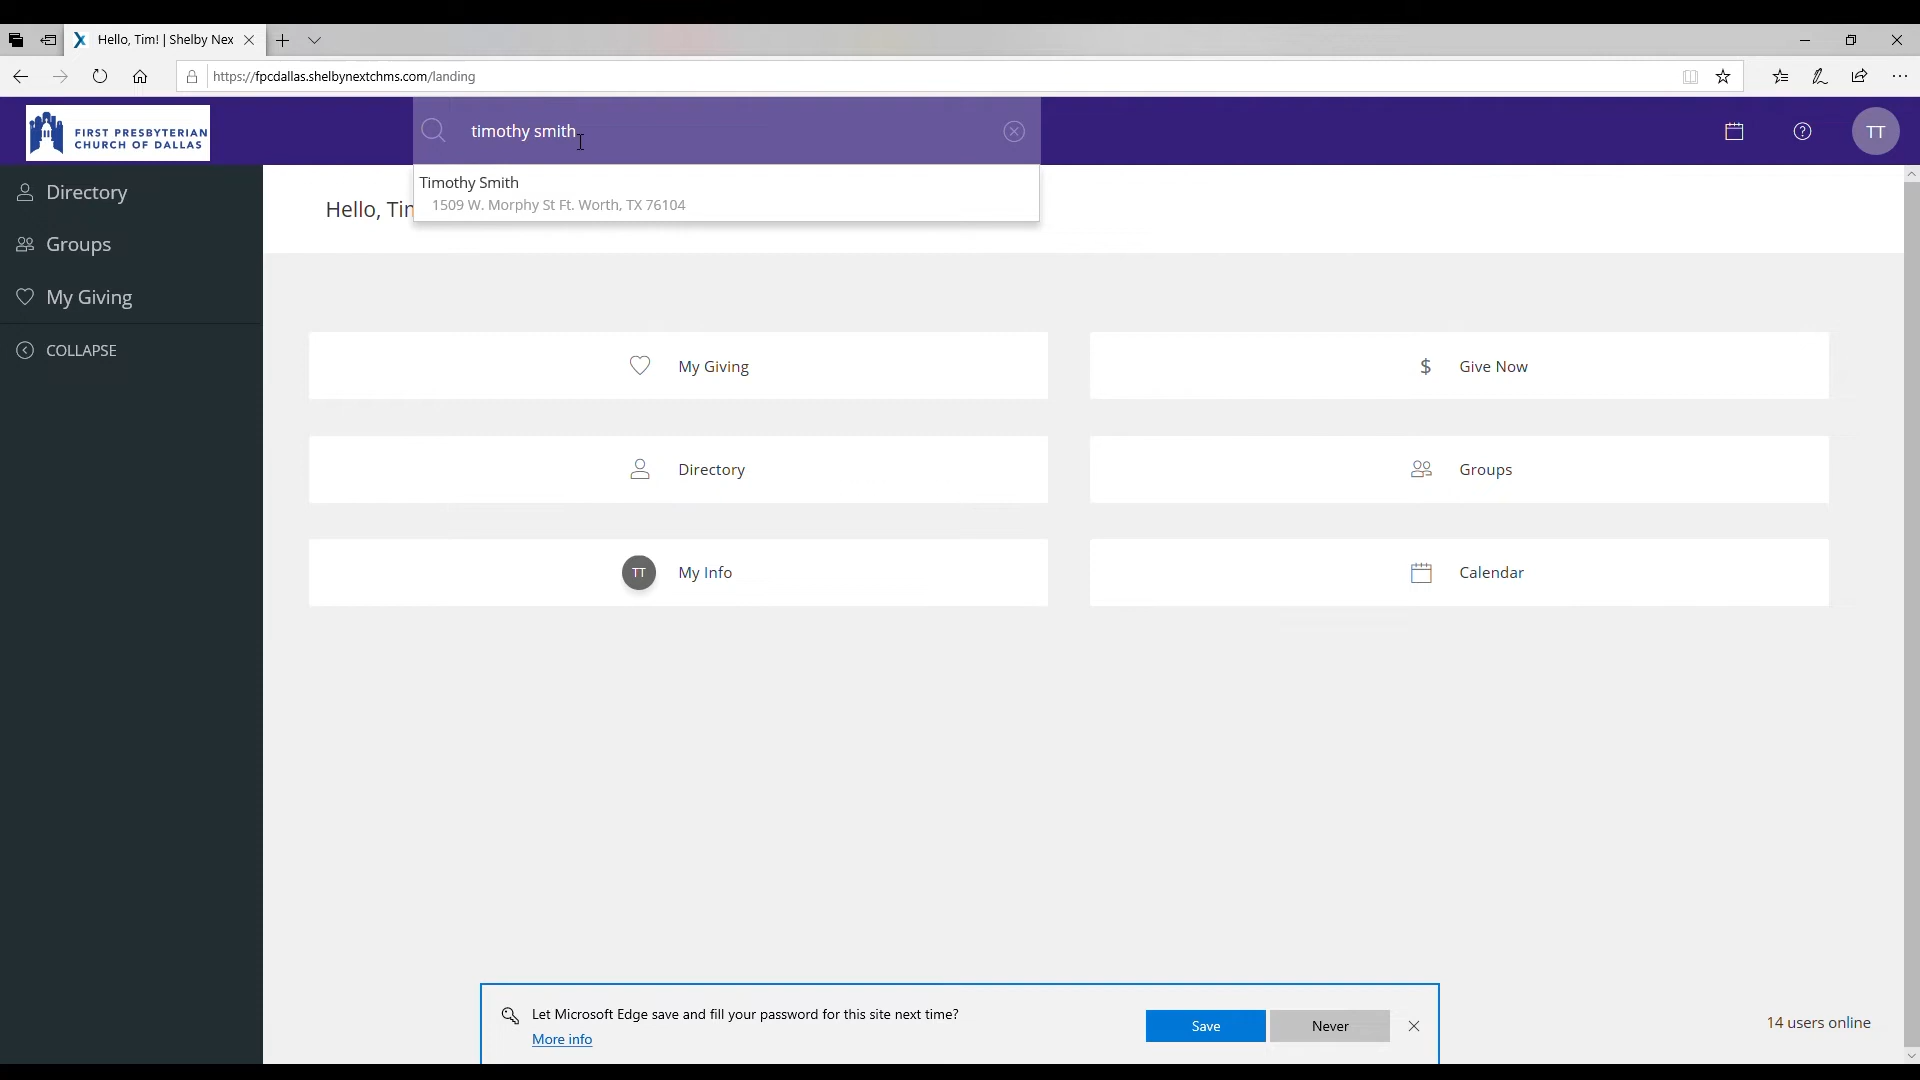 Hello, Tim! | Shelby Nex
https://fpcdallas.shelbynextchms.com/landing
FIRST PRESBYTERIAN
CHURCH OF DALLAS
timothy smith
TT
Timothy Smith
1509 W. Morphy St Ft. Worth, TX 76104
Hello, Tim
Directory
Groups
My Giving
COLLAPSE
My Giving
Give Now
Directory
Groups
TT
My Info
Calendar
Let Microsoft Edge save and fill your password for this site next time?
More info
Save
Never
14 users online